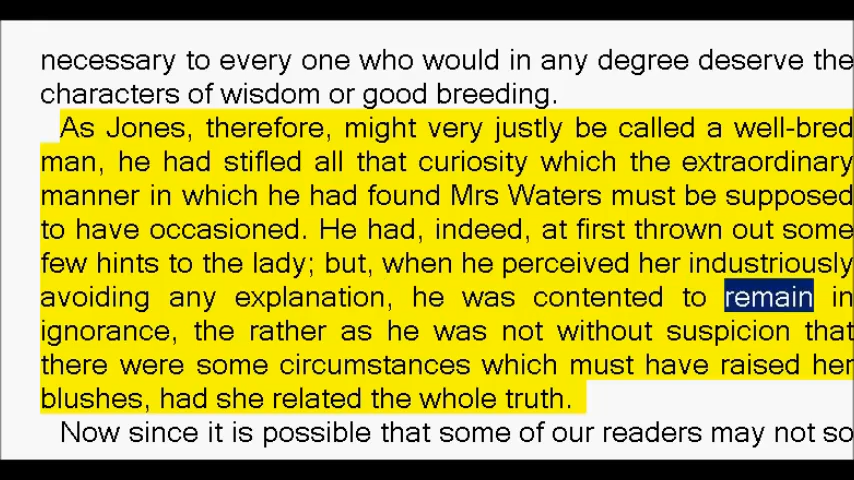 necessary to every one who would in any degree deserve the
characters of wisdom or good breeding.
As Jones, therefore, might very justly be called a well-bred
man, he had stifled all that curiosity which the extraordinary
manner in which he had found Mrs Waters must be supposed
to have occasioned. He had, indeed, at first thrown out some
few hints to the lady; but, when he perceived her industriously
avoiding any explanation, he was contented to remain in
ignorance, the rather as he was not without suspicion that
there were some circumstances which must have raised her
blushes, had she related the whole truth.
Now since it is possible that some of our readers may not so